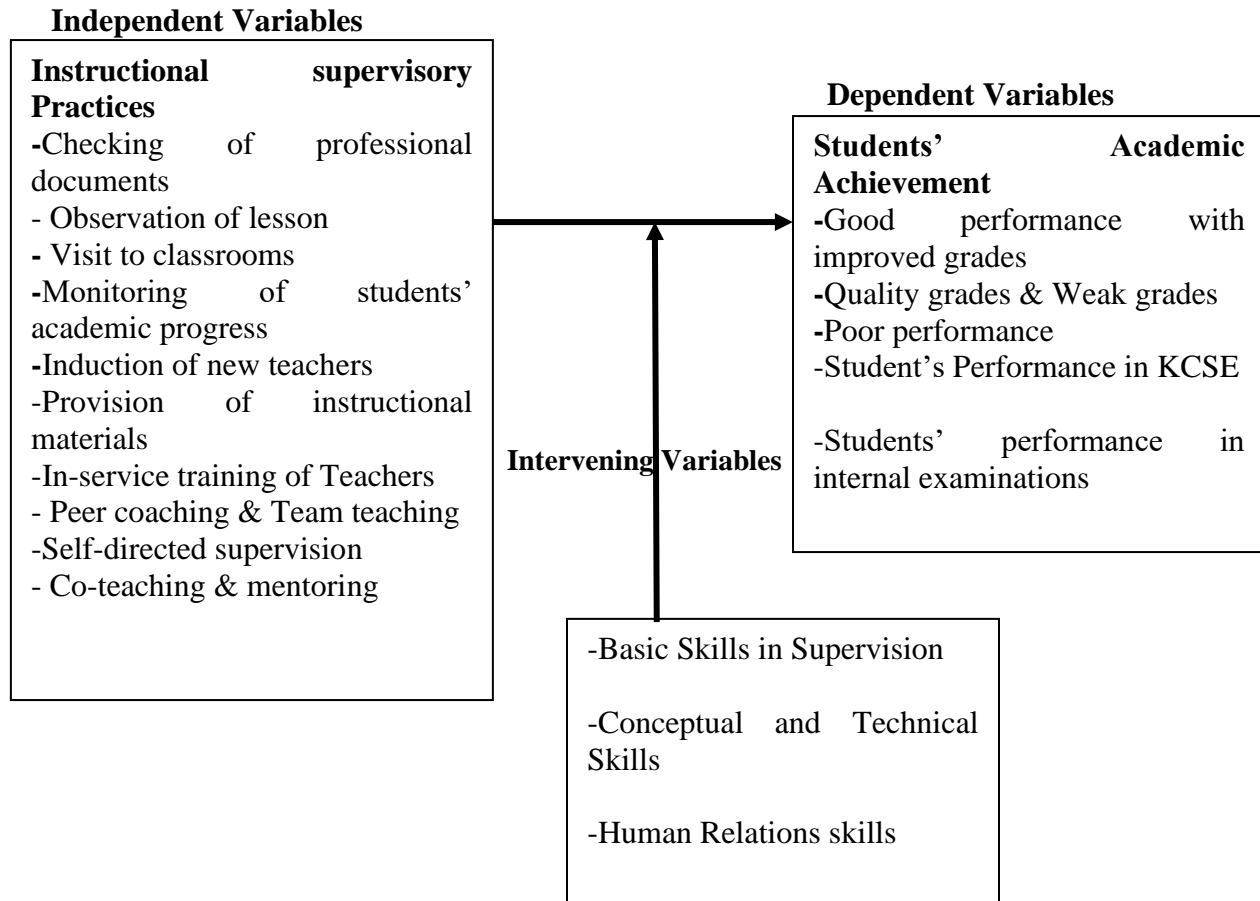 Independent Variables
Instructional supervisory
Practices
-Checking of professional
documents
- Observation of lesson
- Visit to classrooms
-Monitoring of students’
academic progress
-Induction of new teachers
-Provision of instructional
materials
-In-service training of Teachers
- Peer coaching & Team teaching
-Self-directed supervision
- Co-teaching & mentoring
Dependent Variables
Students’ Academic
Achievement
-Good performance with
improved grades
-Quality grades & Weak grades
-Poor performance
-Student’s Performance in KCSE
-Students’ performance in
internal examinations
Intervening Variables
-Basic Skills in Supervision
-Conceptual and Technical
Skills
-Human Relations skills